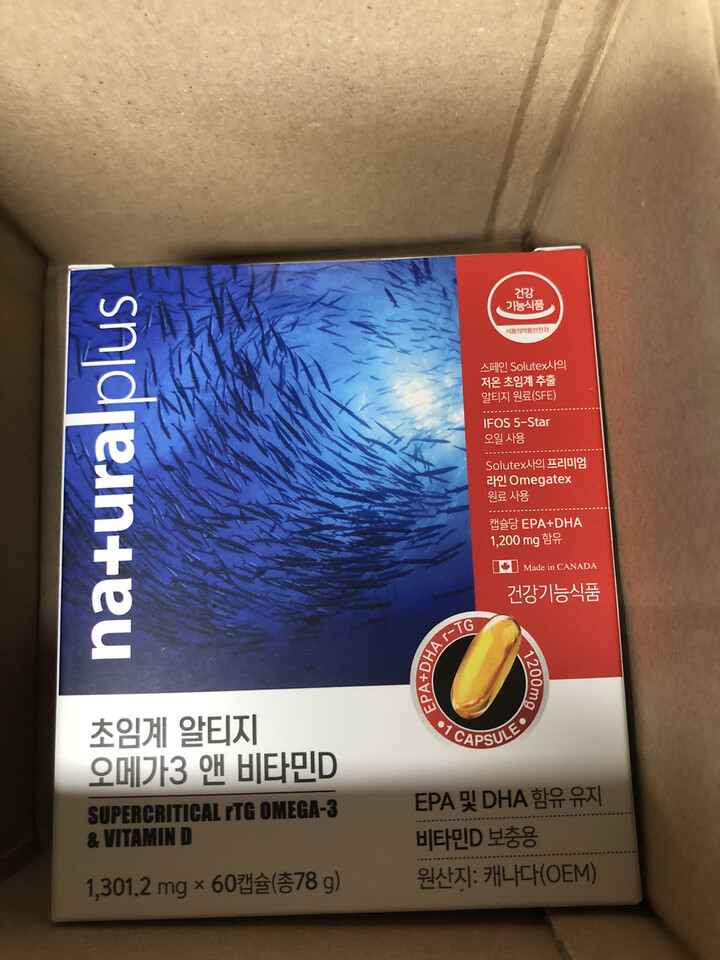 natural plus
건강
기능식품
식품의약품안전처
스페인 Solutex사의
저온 초임계 추출
알티지 원료(SFE)
IFOS 5-Star
오일 사용
Solutex사의 프리미엄
라인 Omegatex
원료 사용
캡슐당 EPA+DHA
1,200 mg 함유
Made in CANADA
건강기능식품
EPA+DHA r-TG
1200mg
•1 CAPSULE•
초임계 알티지
오메가3 앤 비타민D
SUPERCRITICAL rTG OMEGA-3
& VITAMIN D
1,301.2 mg × 60캡슐(총78 g)
EPA 및 DHA 함유 유지
비타민D 보충용
원산지: 캐나다(OEM)